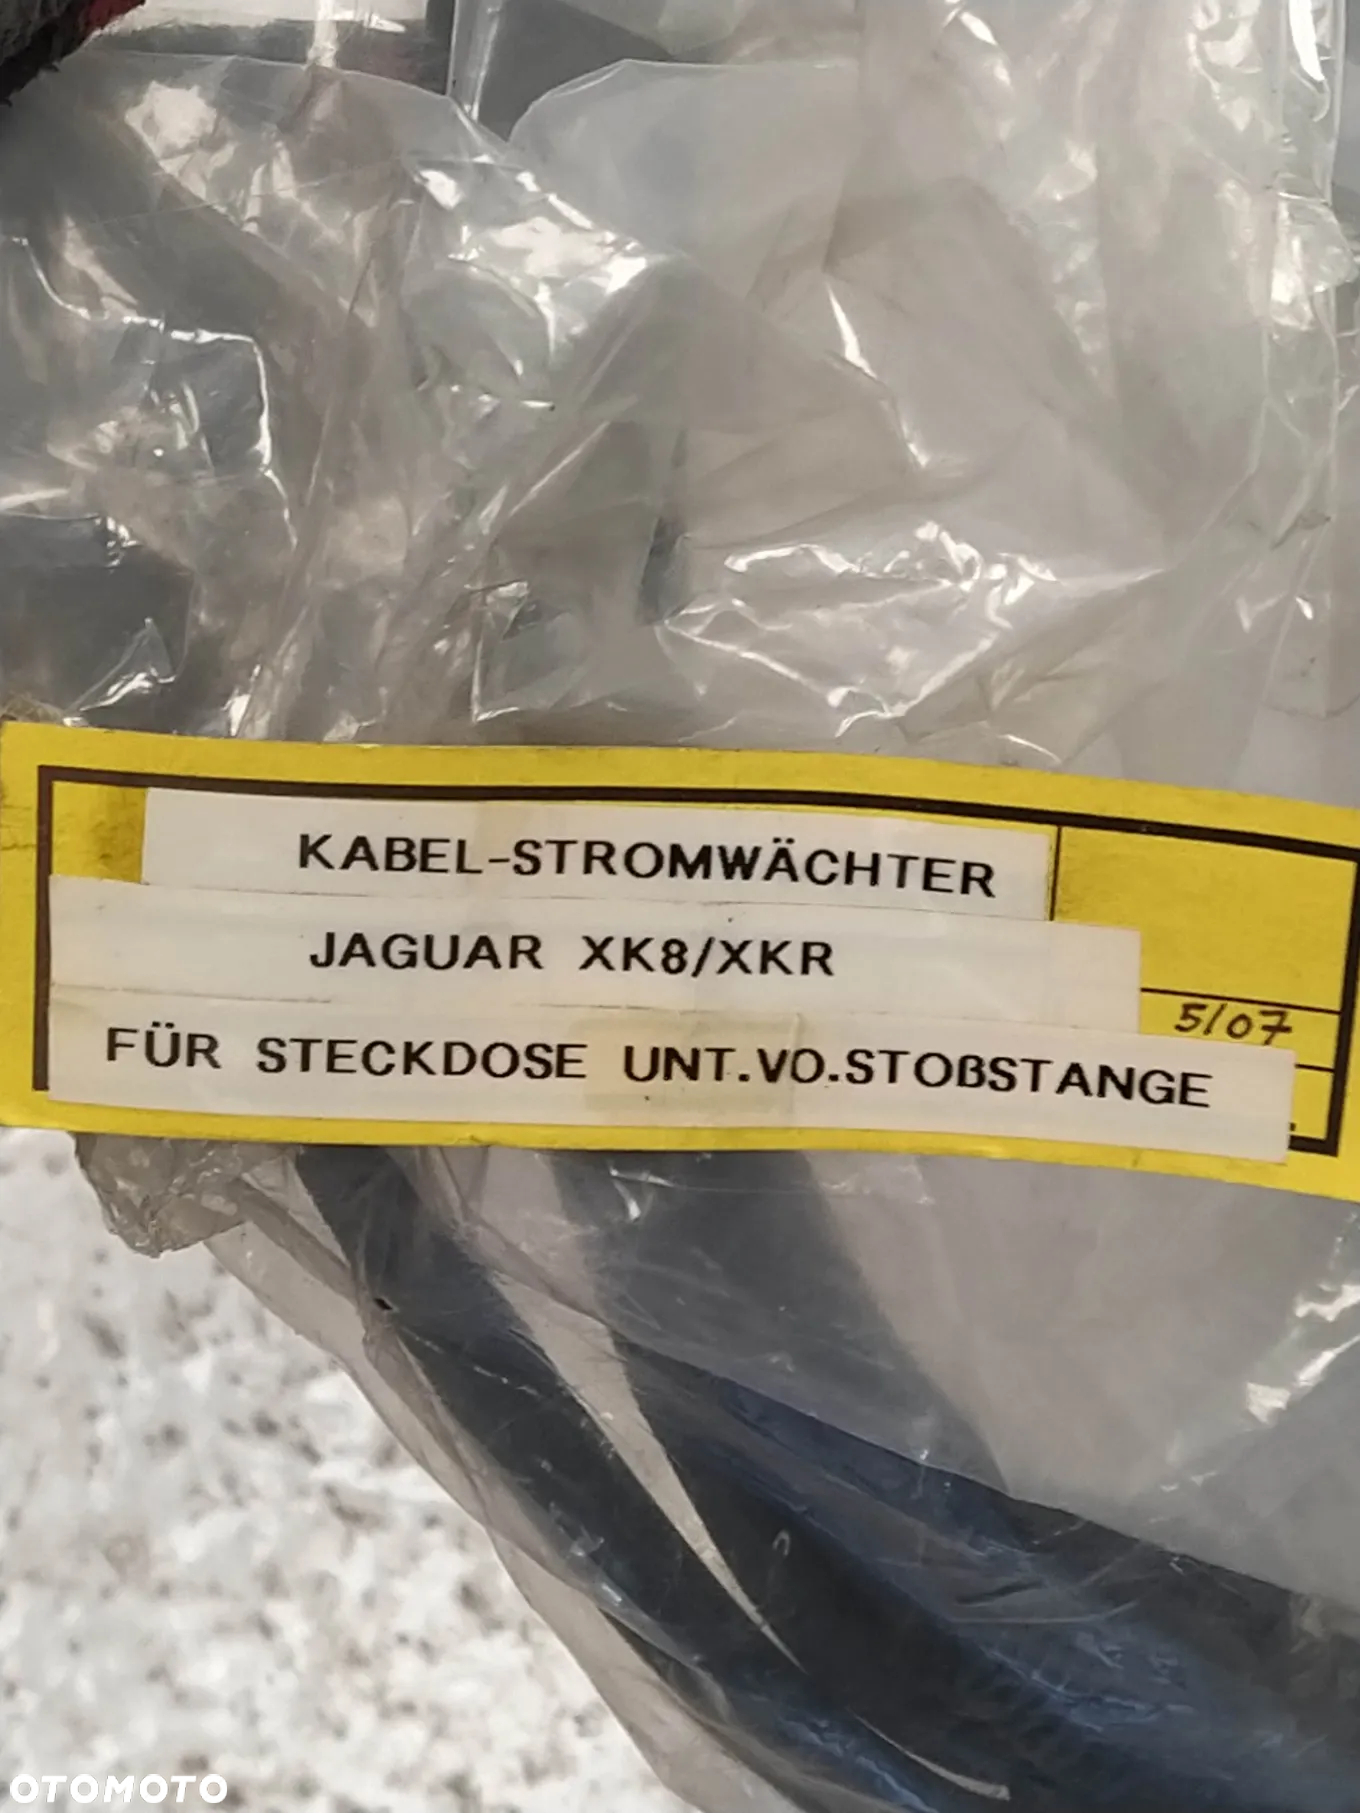 KABEL-STROMWÄCHTER
JAGUAR XK8/XKR
5/07
FÜR STECKDOSE UNT.VO.STOßSTANGE
OTOMOTO